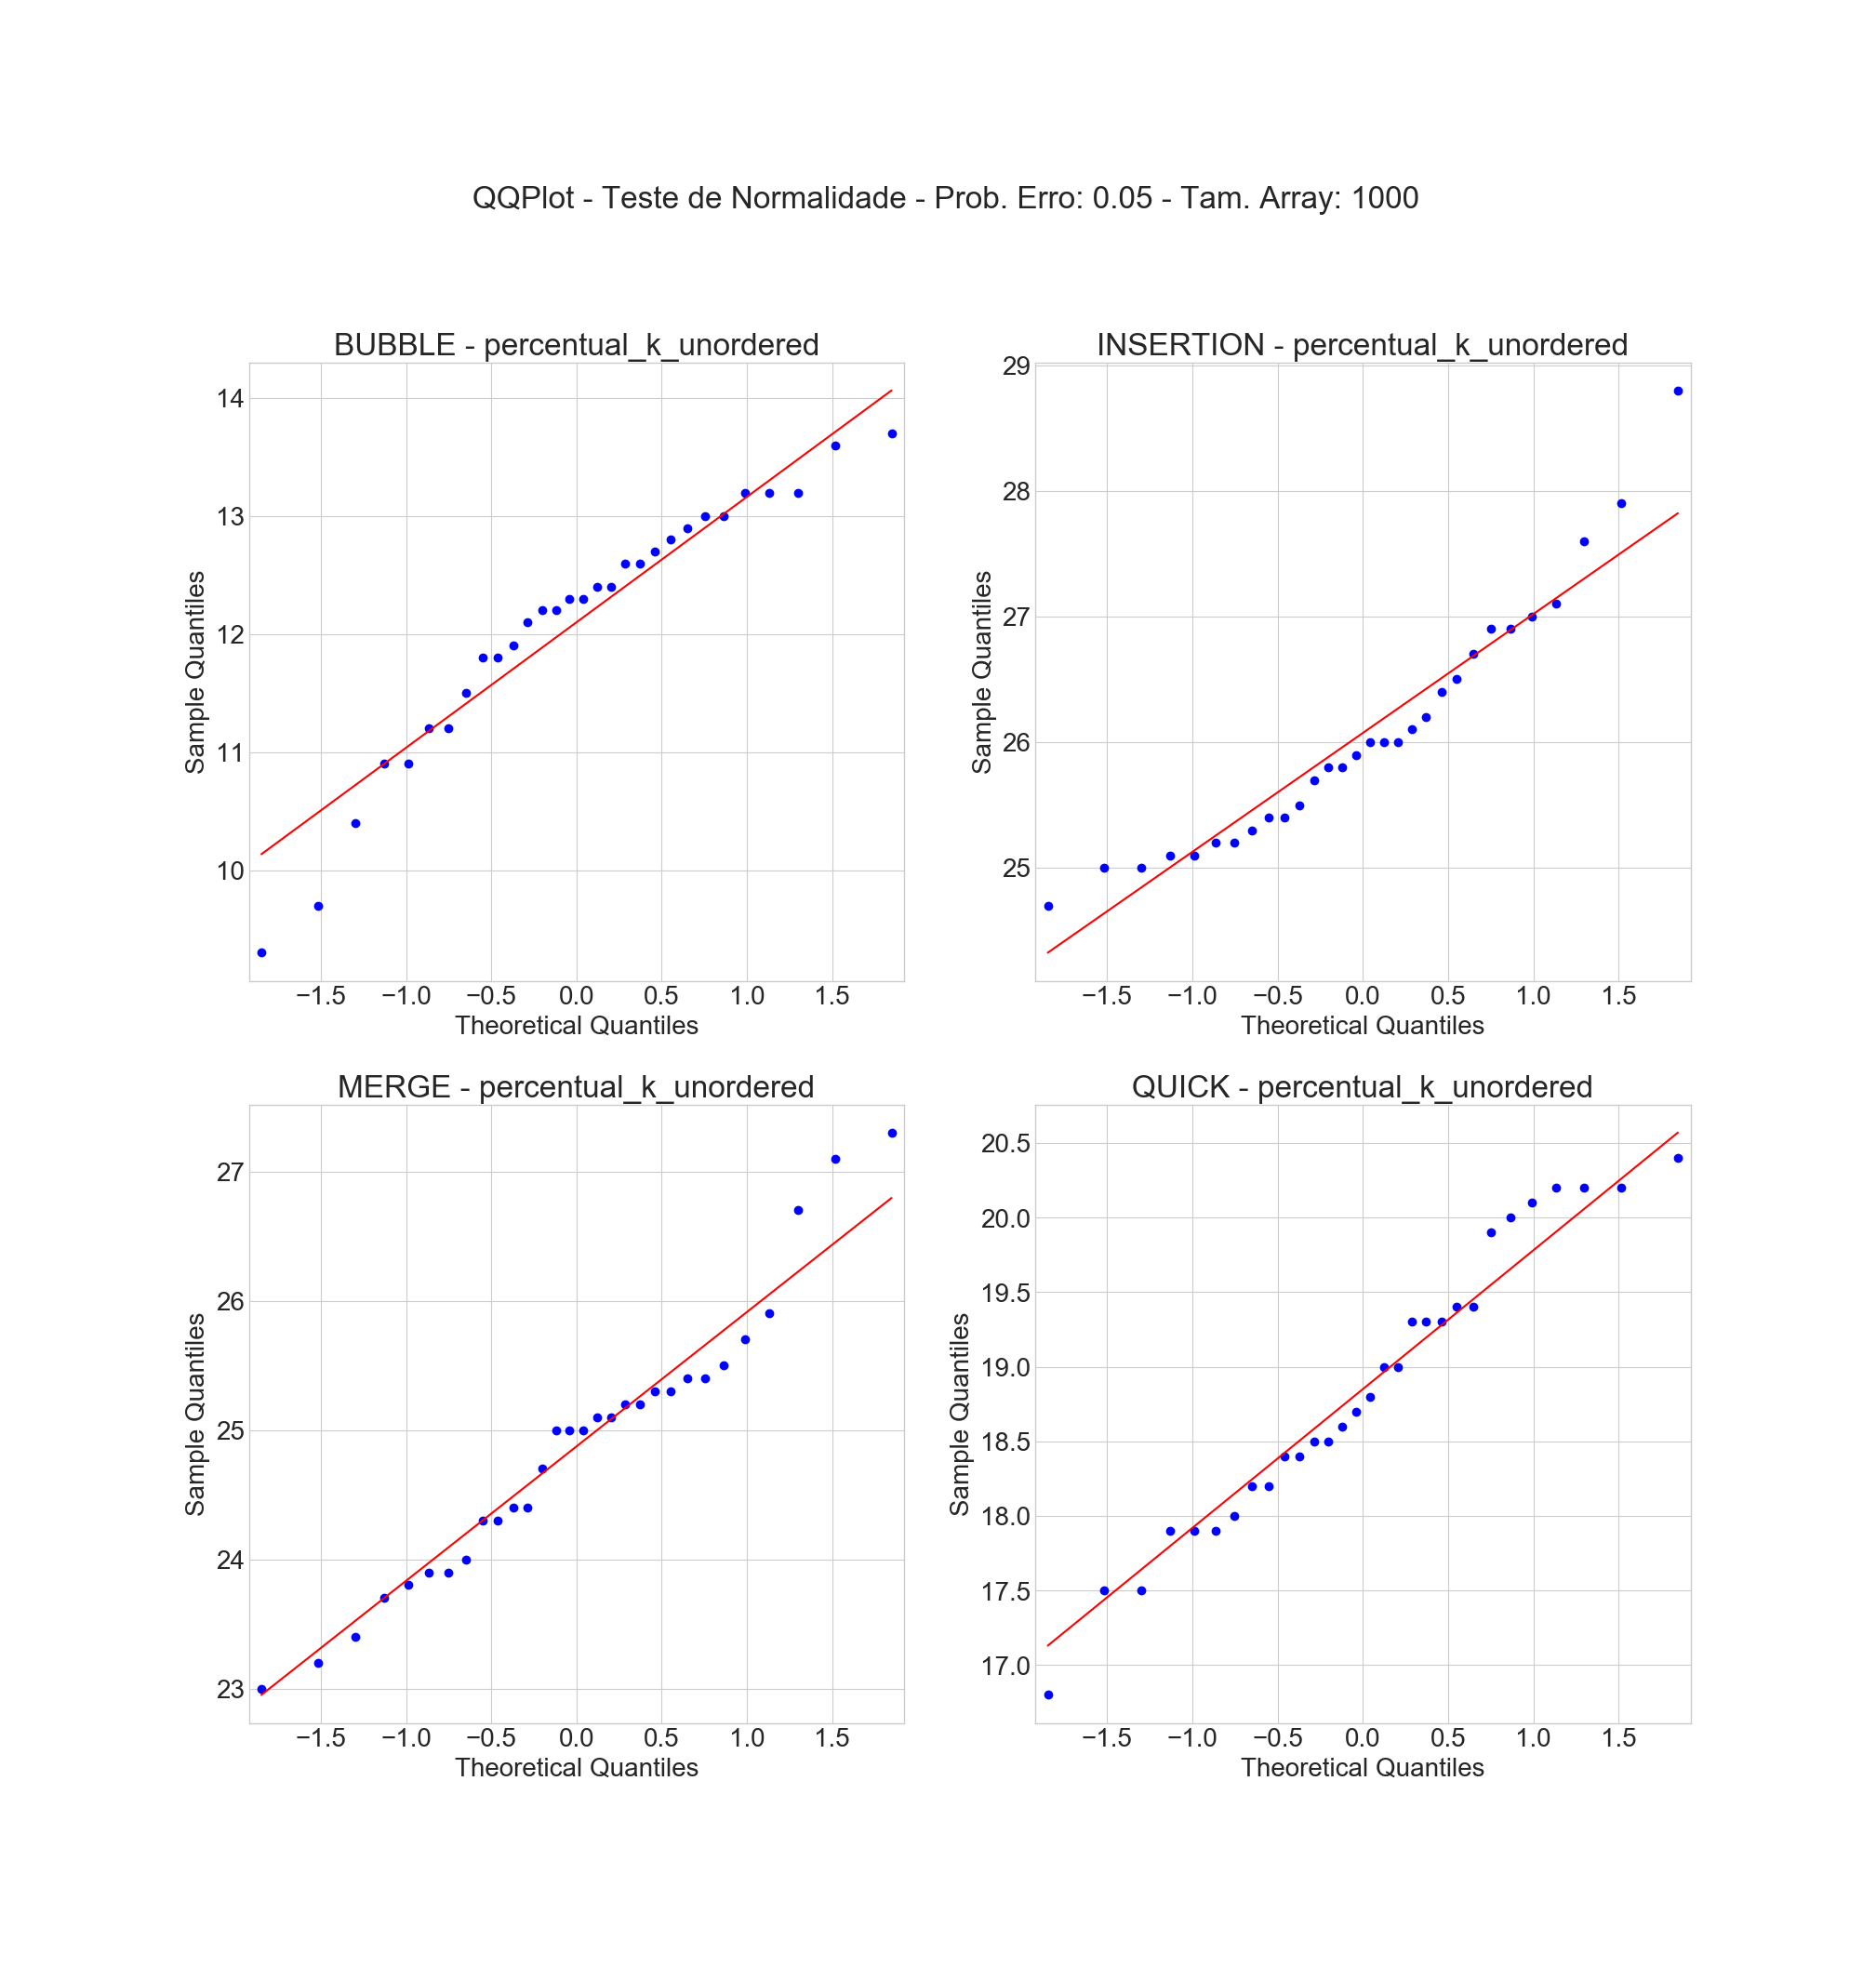 QQPlot - Teste de Normalidade - Prob. Erro: 0.05 - Tam. Array: 1000
BUBBLE - percentual_k_unordered
14
13
12
11
10
Sample Quantiles
−1.5 −1.0 −0.5 0.0 0.5 1.0 1.5
Theoretical Quantiles
INSERTION - percentual_k_unordered
29
28
27
26
25
Sample Quantiles
−1.5 −1.0 −0.5 0.0 0.5 1.0 1.5
Theoretical Quantiles
MERGE - percentual_k_unordered
27
26
25
24
23
Sample Quantiles
−1.5 −1.0 −0.5 0.0 0.5 1.0 1.5
Theoretical Quantiles
QUICK - percentual_k_unordered
20.5
20.0
19.5
19.0
18.5
18.0
17.5
17.0
Sample Quantiles
−1.5 −1.0 −0.5 0.0 0.5 1.0 1.5
Theoretical Quantiles